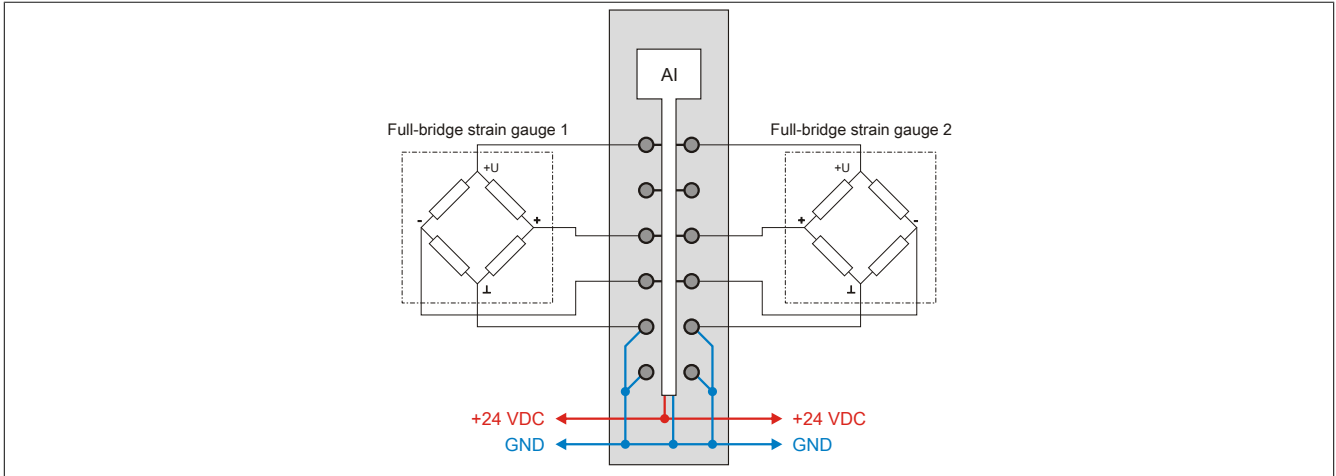 AI
Full-bridge strain gauge 1
Full-bridge strain gauge 2
+U
+U
-
+
+
-
⊥
⊥
+24 VDC
+24 VDC
GND
GND